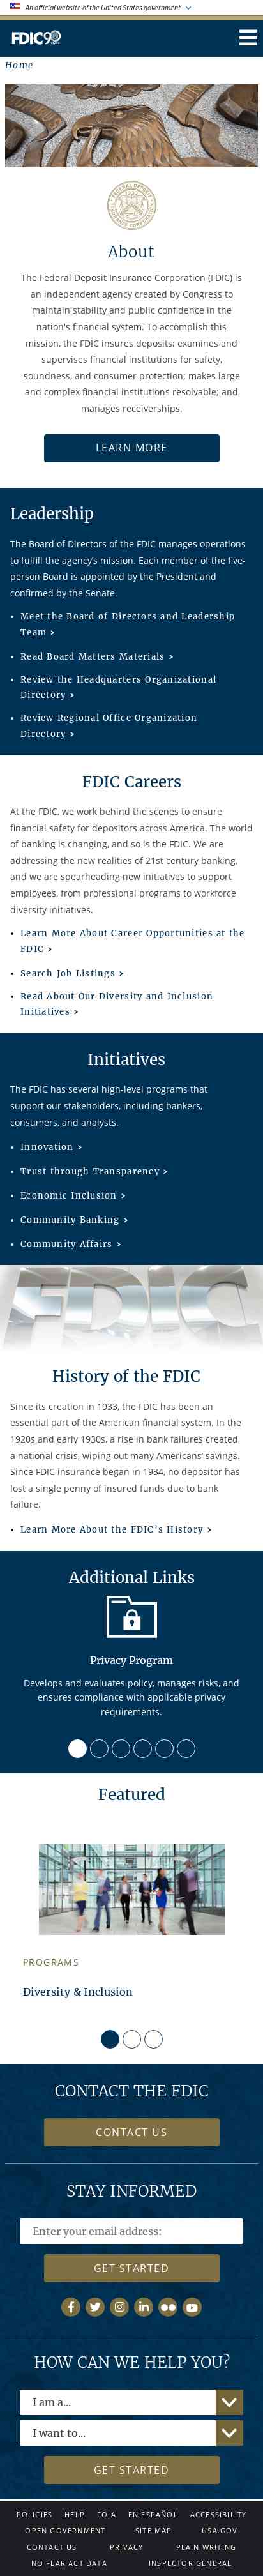 An official website of the United States government
FDIC 90
Home
About
The Federal Deposit Insurance Corporation (FDIC) is
an independent agency created by Congress to
maintain stability and public confidence in the
nation's financial system. To accomplish this
mission, the FDIC insures deposits; examines and
supervises financial institutions for safety,
soundness, and consumer protection; makes large
and complex financial institutions resolvable; and
manages receiverships.
LEARN MORE
Leadership
The Board of Directors of the FDIC manages operations
to fulfill the agency’s mission. Each member of the five-
person Board is appointed by the President and
confirmed by the Senate.
• Meet the Board of Directors and Leadership
Team >
• Read Board Matters Materials >
• Review the Headquarters Organizational
Directory >
• Review Regional Office Organization
Directory >
FDIC Careers
At the FDIC, we work behind the scenes to ensure
financial safety for depositors across America. The world
of banking is changing, and so is the FDIC. We are
addressing the new realities of 21st century banking,
and we are spearheading new initiatives to support
employees, from professional programs to workforce
diversity initiatives.
• Learn More About Career Opportunities at the
FDIC >
• Search Job Listings >
• Read About Our Diversity and Inclusion
Initiatives >
Initiatives
The FDIC has several high-level programs that
support our stakeholders, including bankers,
consumers, and analysts.
• Innovation >
• Trust through Transparency >
• Economic Inclusion >
• Community Banking >
• Community Affairs >
FDIC
History of the FDIC
Since its creation in 1933, the FDIC has been an
essential part of the American financial system. In the
1920s and early 1930s, a rise in bank failures created
a national crisis, wiping out many Americans’ savings.
Since FDIC insurance began in 1934, no depositor has
lost a single penny of insured funds due to bank
failure.
• Learn More About the FDIC’s History >
Additional Links
Privacy Program
Develops and evaluates policy, manages risks, and
ensures compliance with applicable privacy
requirements.
Featured
PROGRAMS
Diversity & Inclusion
CONTACT THE FDIC
CONTACT US
STAY INFORMED
Enter your email address:
GET STARTED
HOW CAN WE HELP YOU?
I am a...
I want to...
GET STARTED
POLICIES HELP FOIA EN ESPAÑOL ACCESSIBILITY
OPEN GOVERNMENT SITE MAP USA.GOV
CONTACT US PRIVACY PLAIN WRITING
NO FEAR ACT DATA INSPECTOR GENERAL